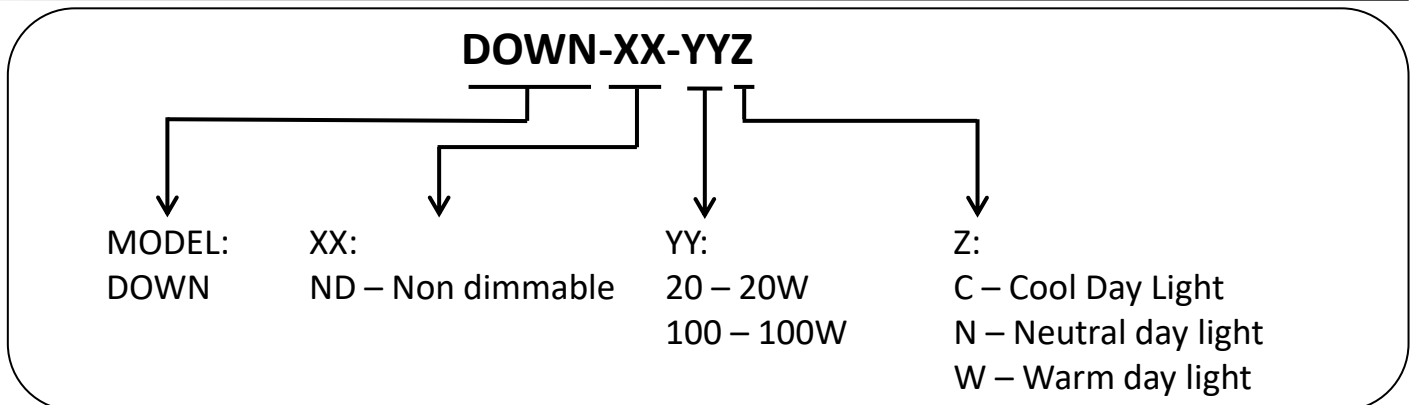 DOWN-XX-YYZ
MODEL:
DOWN
XX:
ND – Non dimmable
YY:
20 – 20W
100 – 100W
Z:
C – Cool Day Light
N – Neutral day light
W – Warm day light